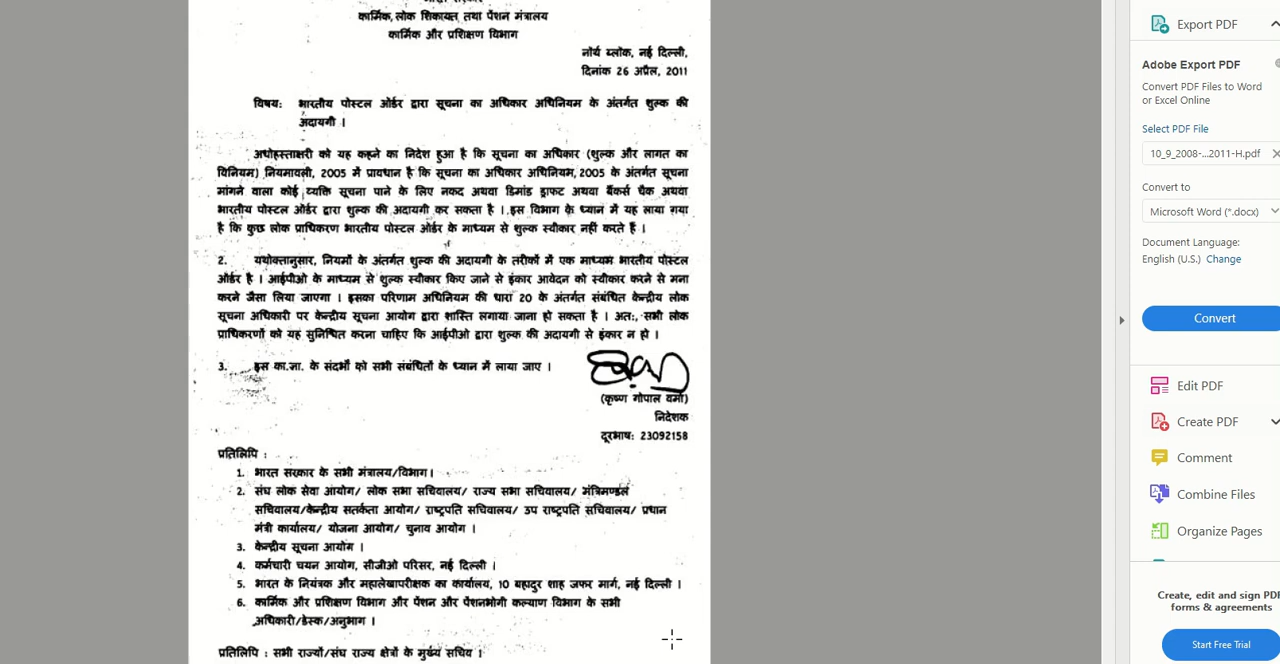 कार्मिक, लोक शिकायत तथा पेंशन मंत्रालय
कार्मिक और प्रशिक्षण विभाग
नोर्थ ब्लोक, नई दिल्ली,
दिनांक 26 अप्रैल, 2011
विषय: भारतीय पोस्टल ओर्डर द्वारा सूचना का अधिकार अधिनियम के अंतर्गत शुल्क की
अदायगी ।
अधोहस्ताक्षरी को यह कहने का निदेश हुआ है कि सूचना का अधिकार (शुल्क और लागत का
विनियम) नियमावली, 2005 में प्रावधान है कि सूचना का अधिकार अधिनियम, 2005 के अंतर्गत सूचना
मांगने वाला कोई व्यक्ति सूचना पाने के लिए नकद अथवा डिमांड ड्राफट अथवा बैंकर्स चैक अथवा
भारतीय पोस्टल ओर्डर द्वारा शुल्क की अदायगी कर सकता है । इस विभाग के ध्यान में यह लाया गया
है कि कुछ लोक प्राधिकरण भारतीय पोस्टल ओर्डर के माध्यम से शुल्क स्वीकार नहीं करते हैं ।
2. यथोक्तानुसार, नियमों के अंतर्गत शुल्क की अदायगी के तरीकों में एक माध्यम भारतीय पोस्टल
ओर्डर है । आईपीओ के माध्यम से शुल्क स्वीकार किए जाने से इंकार आवेदन को स्वीकार करने से मना
करने जैसा लिया जाएगा । इसका परिणाम अधिनियम की धारा 20 के अंतर्गत संबंधित केन्द्रीय लोक
सूचना अधिकारी पर केन्द्रीय सूचना आयोग द्वारा शास्ति लगाया जाना हो सकता है । अत:, सभी लोक
प्राधिकरणों को यह सुनिश्चित करना चाहिए कि आईपीओ द्वारा शुल्क की अदायगी से इंकार न हो ।
3. इस का.ज्ञा. के संदर्भों को सभी संबंधितों के ध्यान में लाया जाए ।
(कृष्ण गोपाल वर्मा)
निदेशक
दूरभाष: 23092158
प्रतिलिपि :
1. भारत सरकार के सभी मंत्रालय/विभाग।
2. संघ लोक सेवा आयोग/ लोक सभा सचिवालय/ राज्य सभा सचिवालय/ मंत्रिमण्डल
सचिवालय/केन्द्रीय सतर्कता आयोग/ राष्ट्रपति सचिवालय/ उप राष्ट्रपति सचिवालय/ प्रधान
मंत्री कार्यालय/ योजना आयोग/ चुनाव आयोग ।
3. केन्द्रीय सूचना आयोग ।
4. कर्मचारी चयन आयोग, सीजीओ परिसर, नई दिल्ली ।
5. भारत के नियंत्रक और महालेखापरीक्षक का कार्यालय, 10 बहादुर शाह जफर मार्ग, नई दिल्ली ।
6. कार्मिक और प्रशिक्षण विभाग और पेंशन और पेंशनभोगी कल्याण विभाग के सभी
अधिकारी/डेस्क/अनुभाग ।
प्रतिलिपि : सभी राज्यों/संघ राज्य क्षेत्रों के मुख्य सचिव ।
Export PDF
Adobe Export PDF
Convert PDF Files to Word
or Excel Online
Select PDF File
10_9_2008-...2011-H.pdf
Convert to
Microsoft Word (*.docx)
Document Language:
English (U.S.) Change
Convert
Edit PDF
Create PDF
Comment
Combine Files
Organize Pages
Create, edit and sign PDF
forms & agreements
Start Free Trial